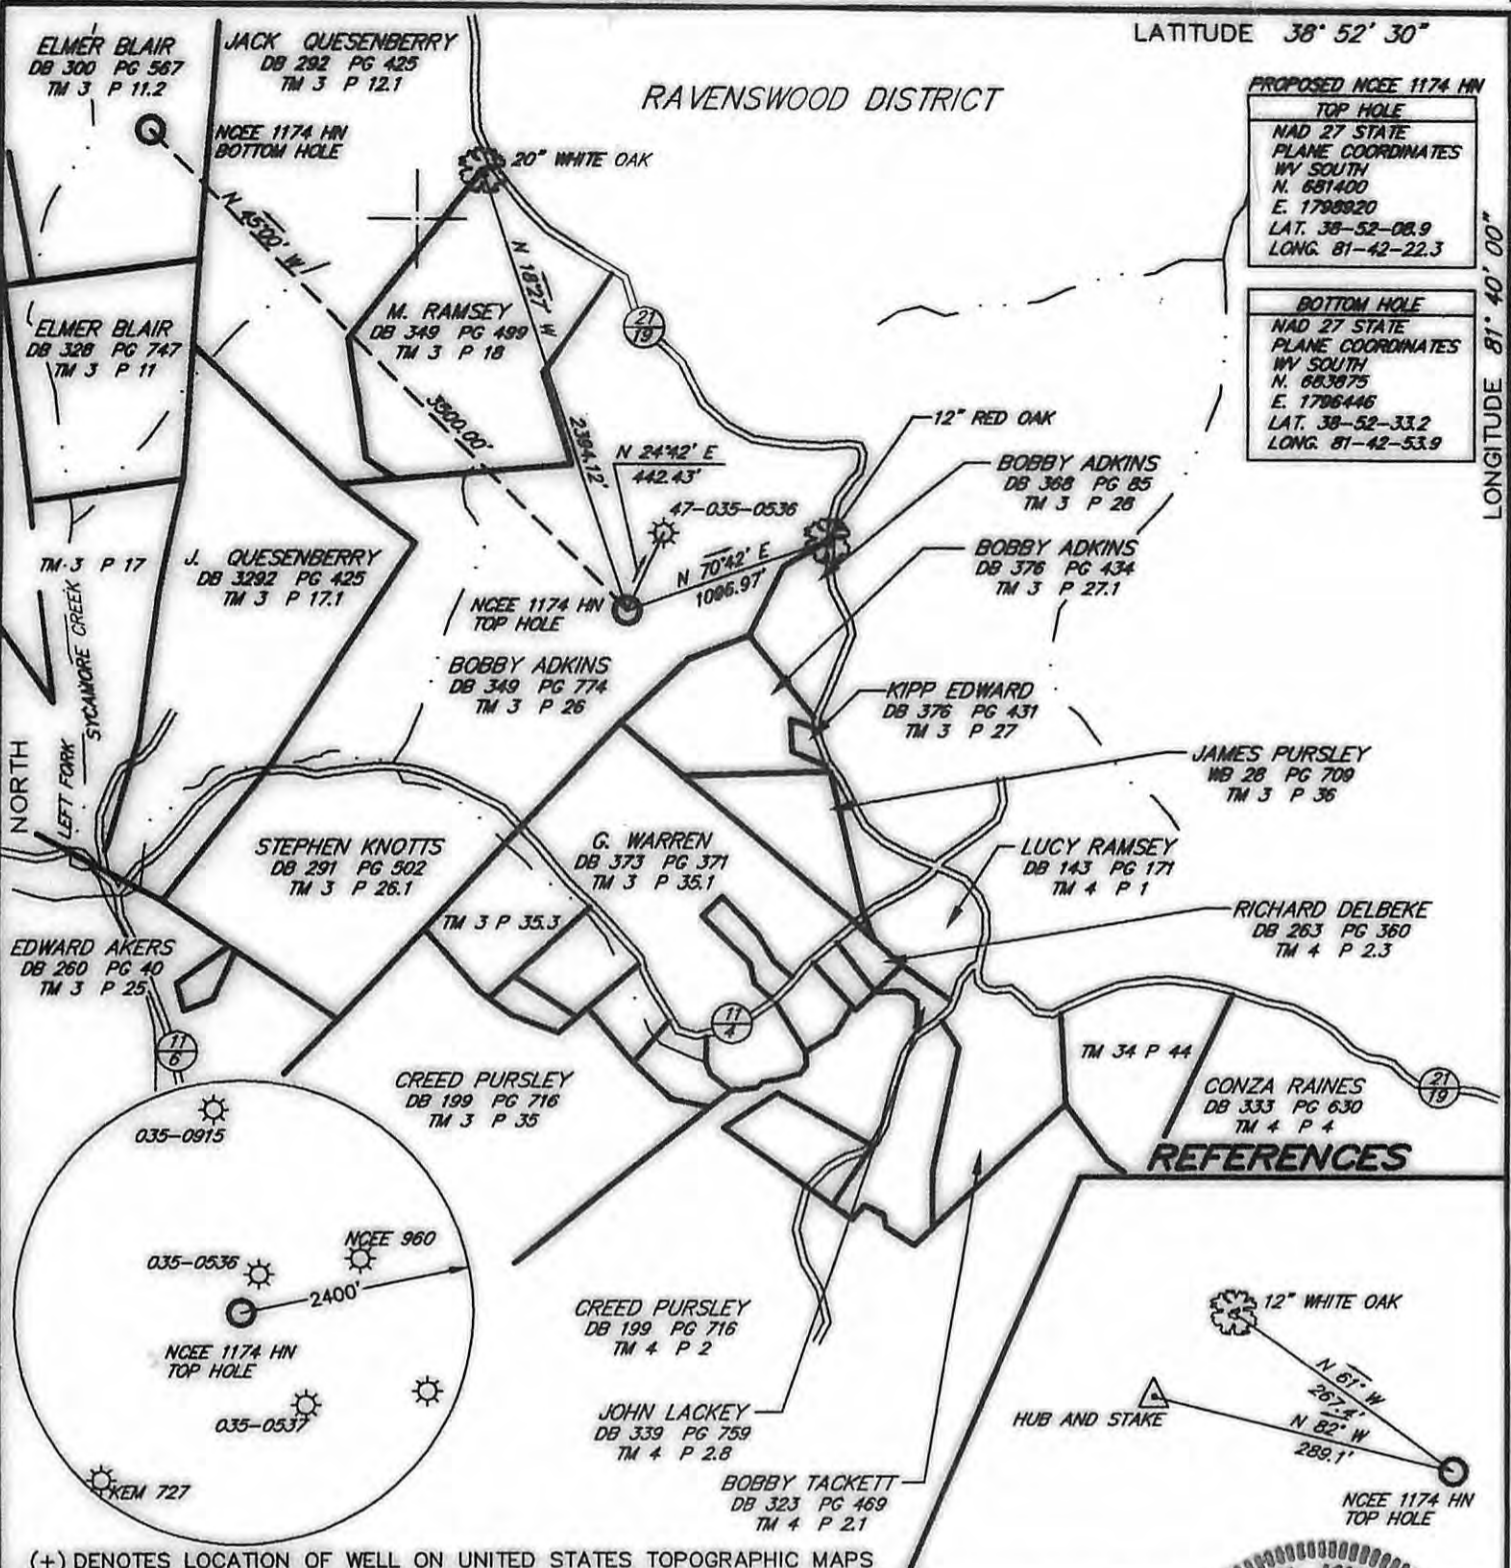 LATITUDE 38° 52' 30"
ELMER BLAIR
DB 300 PG 567
TM 3 P 11.2
JACK QUESENBERRY
DB 292 PG 425
TM 3 P 12.1
RAVENSWOOD DISTRICT
PROPOSED NCEE 1174 HN
TOP HOLE
NAD 27 STATE
PLANE COORDINATES
WV SOUTH
N. 681400
E. 1798920
LAT. 38-52-08.9
LONG. 81-42-22.3
LONGITUDE 81° 40' 00"
BOTTOM HOLE
NAD 27 STATE
PLANE COORDINATES
WV SOUTH
N. 683875
E. 1796446
LAT. 38-52-33.2
LONG. 81-42-53.9
NCEE 1174 HN
BOTTOM HOLE
20" WHITE OAK
N 45°00' W
3500.00'
N 18°27' W
2394.12'
M. RAMSEY
DB 349 PG 499
TM 3 P 18
21
19
ELMER BLAIR
DB 328 PG 747
TM 3 P 11
12" RED OAK
N 24°42' E
442.43'
47-035-0536
BOBBY ADKINS
DB 368 PG 85
TM 3 P 28
BOBBY ADKINS
DB 376 PG 434
TM 3 P 27.1
N 70°42' E
1096.97'
TM 3 P 17
J. QUESENBERRY
DB 3292 PG 425
TM 3 P 17.1
NCEE 1174 HN
TOP HOLE
BOBBY ADKINS
DB 349 PG 774
TM 3 P 26
KIPP EDWARD
DB 376 PG 431
TM 3 P 27
JAMES PURSLEY
WB 28 PG 709
TM 3 P 36
NORTH
LEFT FORK
SYCAMORE CREEK
STEPHEN KNOTTS
DB 291 PG 502
TM 3 P 26.1
G. WARREN
DB 373 PG 371
TM 3 P 35.1
LUCY RAMSEY
DB 143 PG 171
TM 4 P 1
TM 3 P 35.3
RICHARD DELBEKE
DB 263 PG 360
TM 4 P 2.3
EDWARD AKERS
DB 260 PG 40
TM 3 P 25
11
6
11
4
TM 34 P 44
CREED PURSLEY
DB 199 PG 716
TM 3 P 35
CONZA RAINES
DB 333 PG 630
TM 4 P 4
21
19
REFERENCES
035-0915
NCEE 960
035-0536
2400'
NCEE 1174 HN
TOP HOLE
035-0537
KEM 727
CREED PURSLEY
DB 199 PG 716
TM 4 P 2
JOHN LACKEY
DB 339 PG 759
TM 4 P 2.8
BOBBY TACKETT
DB 323 PG 469
TM 4 P 2.1
12" WHITE OAK
N 61° W
267.4'
HUB AND STAKE
N 82° W
289.1'
NCEE 1174 HN
TOP HOLE
(+) DENOTES LOCATION OF WELL ON UNITED STATES TOPOGRAPHIC MAPS